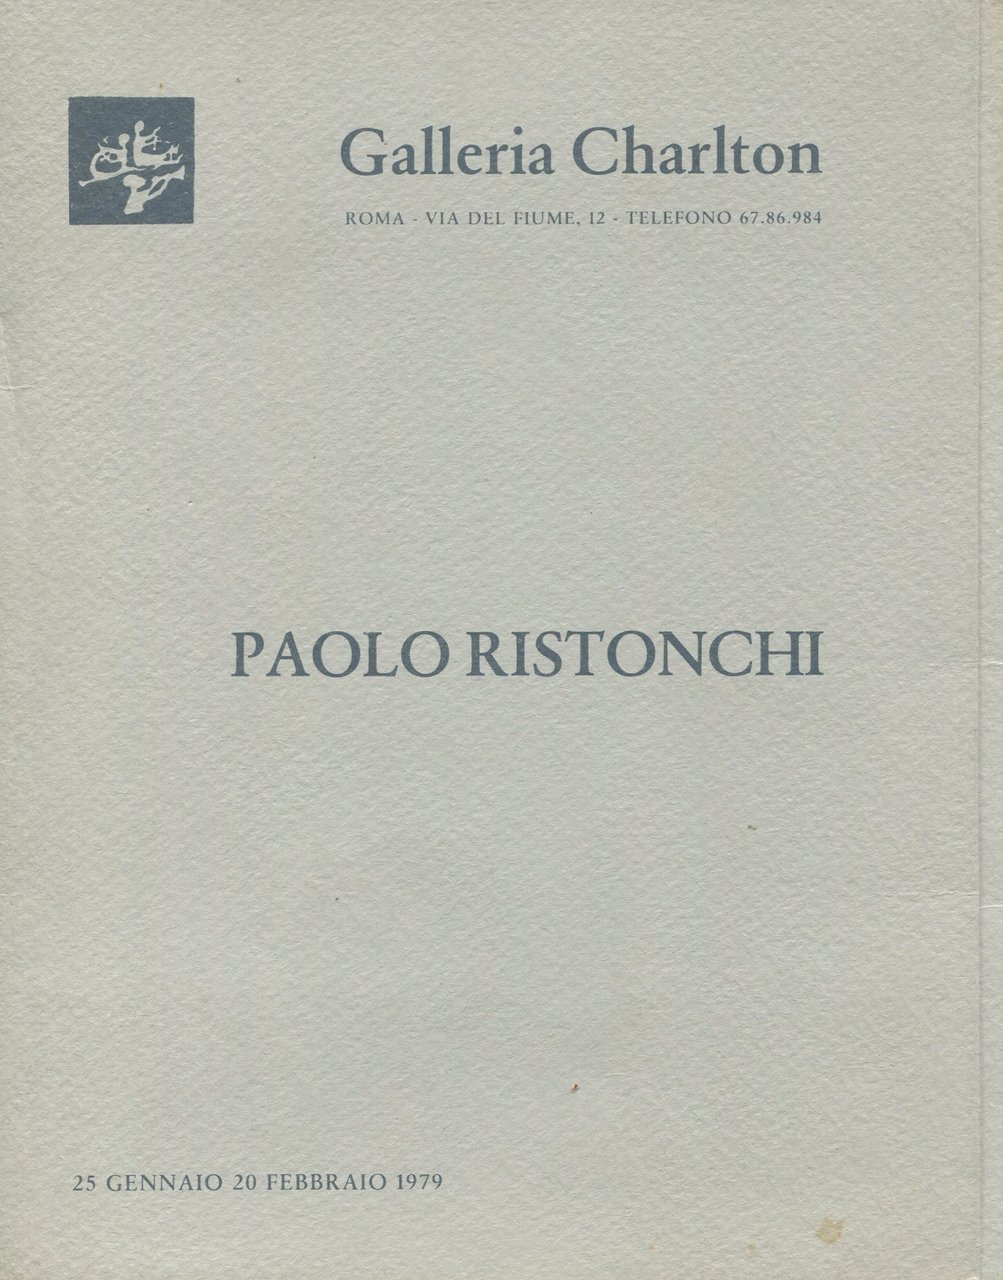 Galleria Charlton
ROMA - VIA DEL FIUME, 12 - TELEFONO 67.86.984
PAOLO RISTONCHI
25 GENNAIO 20 FEBBRAIO 1979